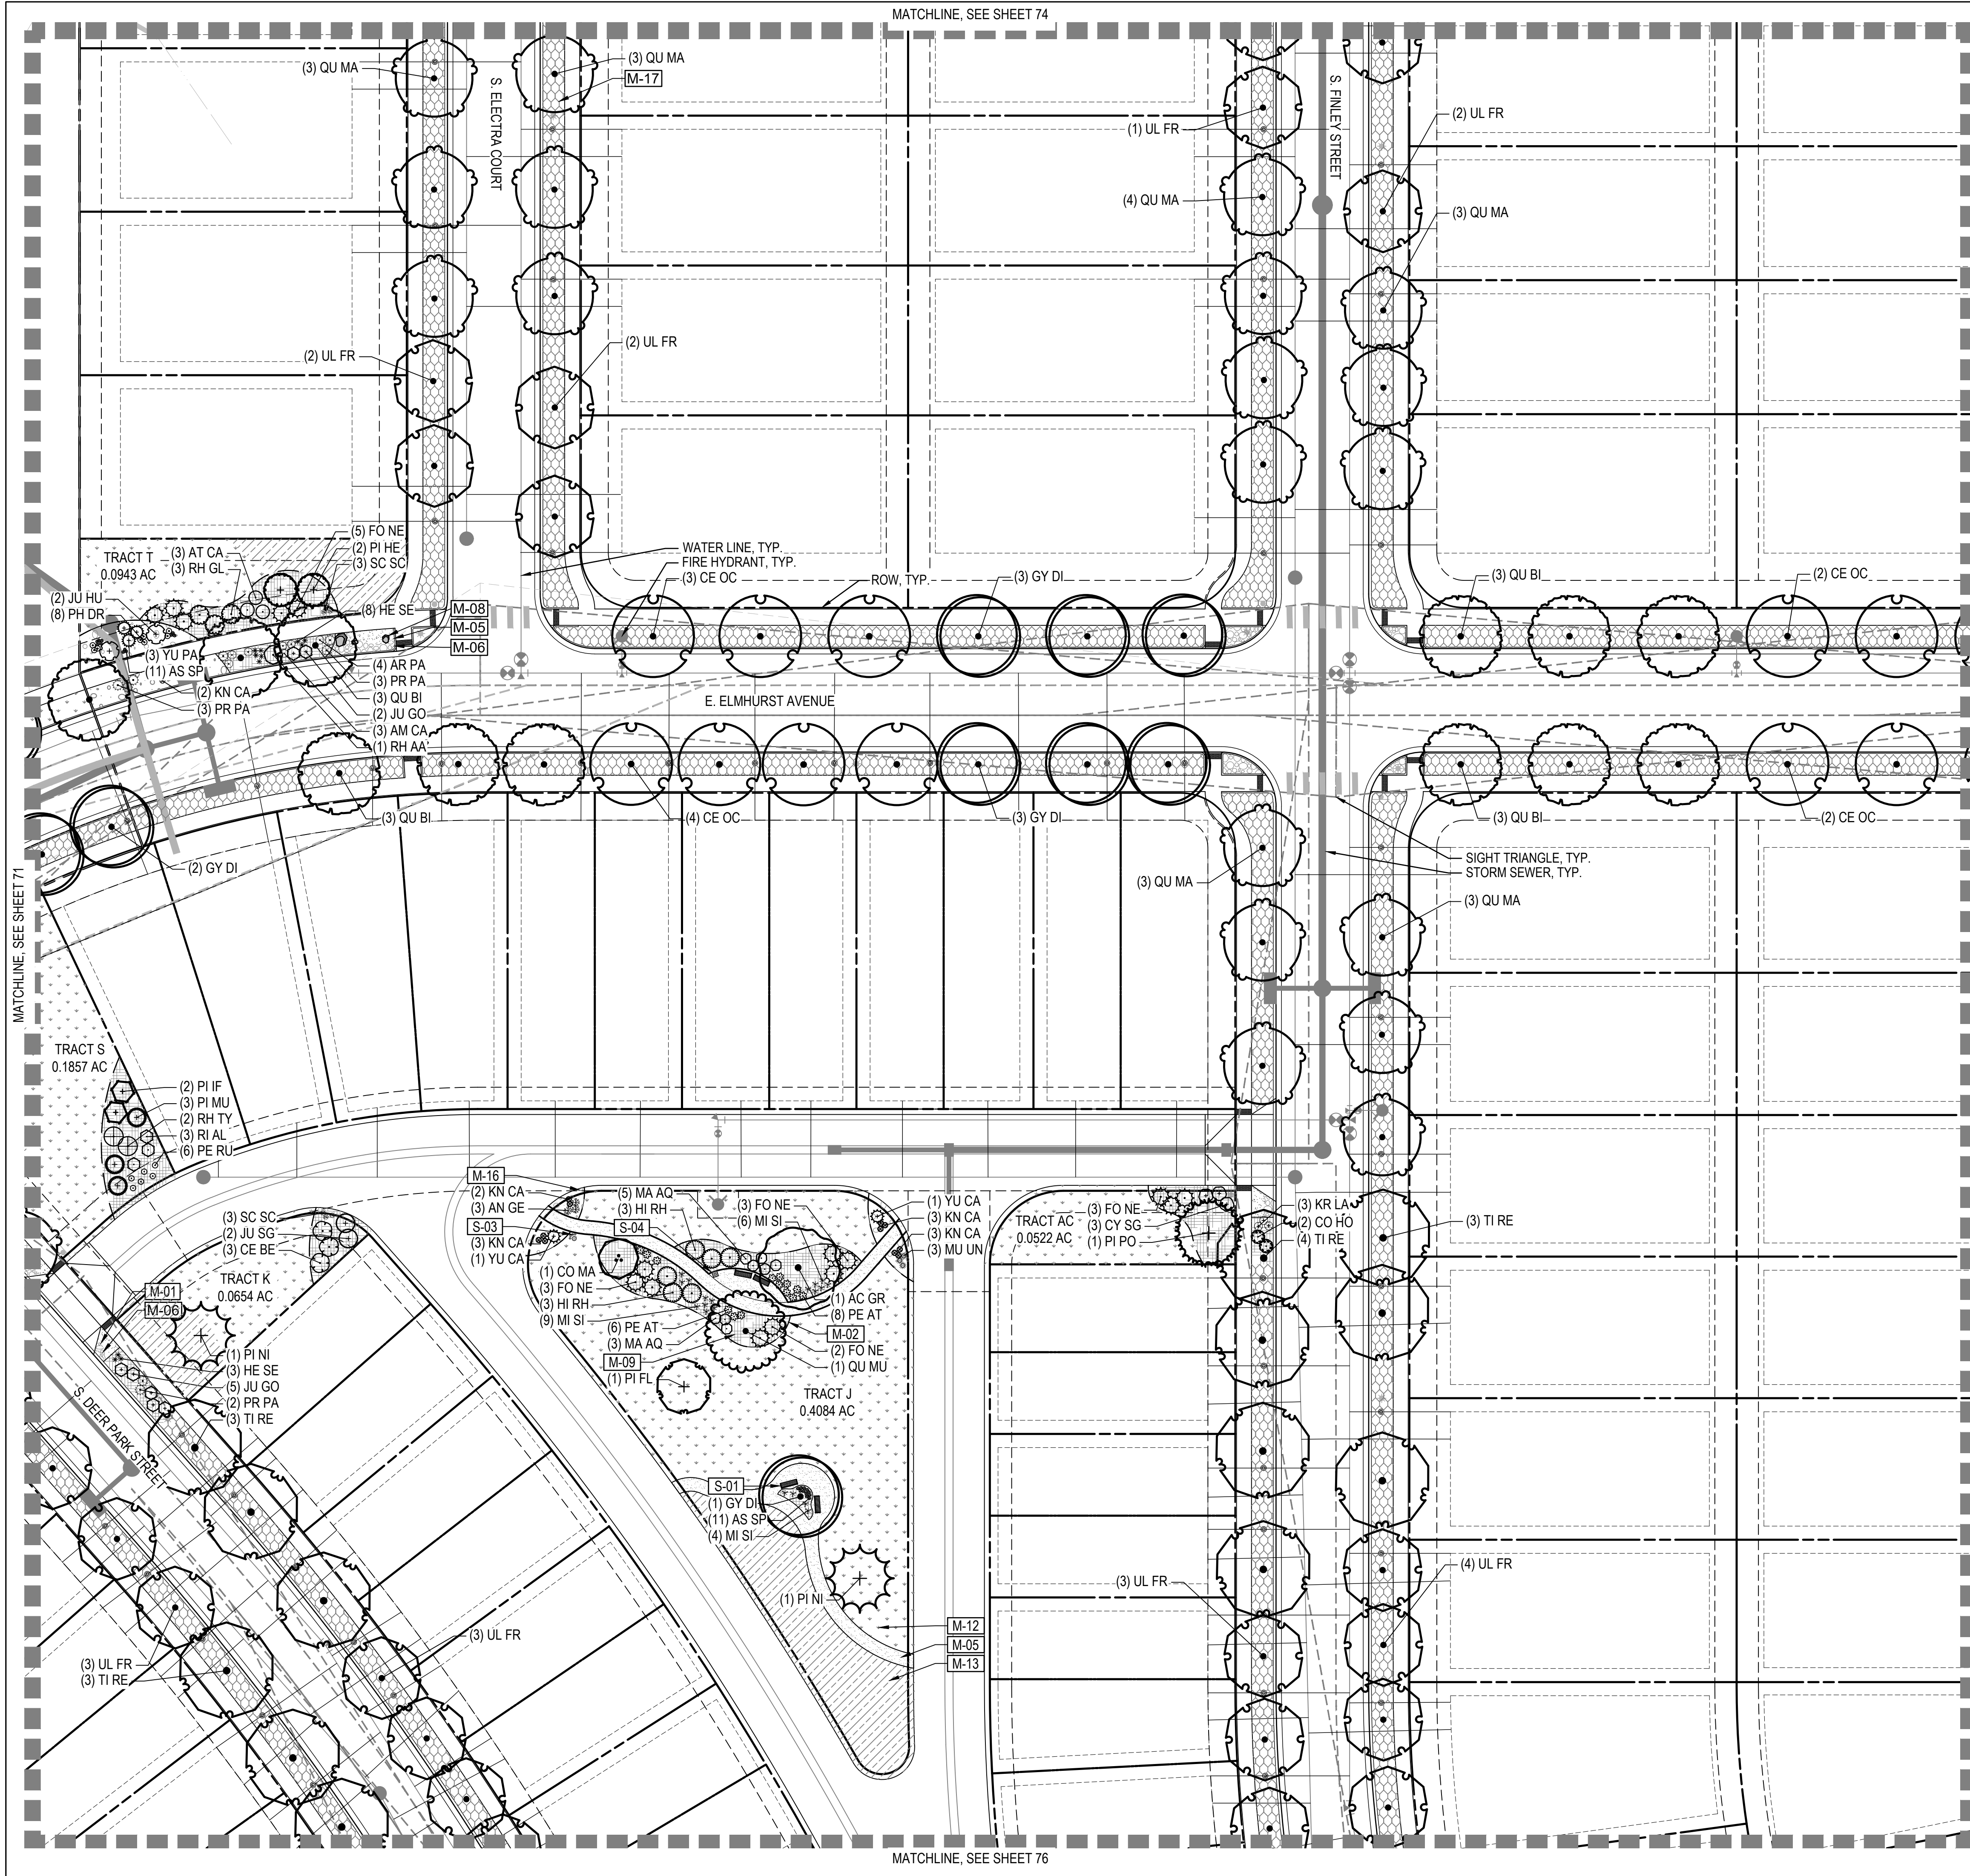 MATCHLINE, SEE SHEET 74
(3) QU MA
(3) QU MA
M-17
S. ELECTRA COURT
S. FINLEY STREET
(1) UL FR
(2) UL FR
(4) QU MA
(3) QU MA
(2) UL FR
(2) UL FR
(5) FO NE
(2) PI HE
(3) SC SC
TRACT T
0.0943 AC
(3) AT CA
(3) RH GL
(2) JU HU
(8) PH DR
(8) HE SE
M-08
M-05
M-06
WATER LINE, TYP.
FIRE HYDRANT, TYP.
(3) CE OC
ROW, TYP.
(3) GY DI
(3) QU BI
(2) CE OC
(3) YU PA
(11) AS SP
(2) KN CA
(3) PR PA
(4) AR PA
(3) PR PA
(3) QU BI
(2) JU GO
(3) AM CA
(1) RH AA
E. ELMHURST AVENUE
(3) QU BI
(4) CE OC
(3) GY DI
(3) QU BI
(2) CE OC
(2) GY DI
SIGHT TRIANGLE, TYP.
STORM SEWER, TYP.
(3) QU MA
(3) QU MA
MATCHLINE, SEE SHEET 71
TRACT S
0.1857 AC
(2) PI IF
(3) PI MU
(2) RH TY
(3) RI AL
(6) PE RU
M-16
(2) KN CA
(3) AN GE
S-03
(3) KN CA
(1) YU CA
(5) MA AQ
(3) HI RH
S-04
(3) FO NE
(6) MI SI
(1) YU CA
(3) KN CA
(3) KN CA
(3) MU UN
TRACT AC
0.0522 AC
(3) FO NE
(3) CY SG
(1) PI PO
(3) KR LA
(2) CO HO
(4) TI RE
(3) TI RE
(3) SC SC
(2) JU SG
(3) CE BE
TRACT K
0.0654 AC
M-01
M-06
(1) CO MA
(3) FO NE
(3) HI RH
(9) MI SI
(6) PE AT
(3) MA AQ
M-09
(1) PI FL
(1) AC GR
(8) PE AT
M-02
(2) FO NE
(1) QU MU
TRACT J
0.4084 AC
(1) PI NI
(3) HE SE
(5) JU GO
(2) PR PA
(3) TI RE
S. DEER PARK STREET
S-01
(1) GY DI
(11) AS SP
(4) MI SI
(1) PI NI
(3) UL FR
(4) UL FR
M-12
M-05
M-13
(3) UL FR
(3) UL FR
(3) TI RE
MATCHLINE, SEE SHEET 76